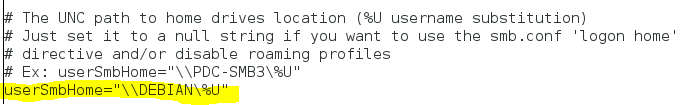 # The UNC path to home drives location (%U username substitution)
# Just set it to a null string if you want to use the smb.conf 'logon home'
# directive and/or disable roaming profiles
# Ex: userSmbHome="\\PDC-SMB3\%U"
userSmbHome="\\DEBIAN\%U"